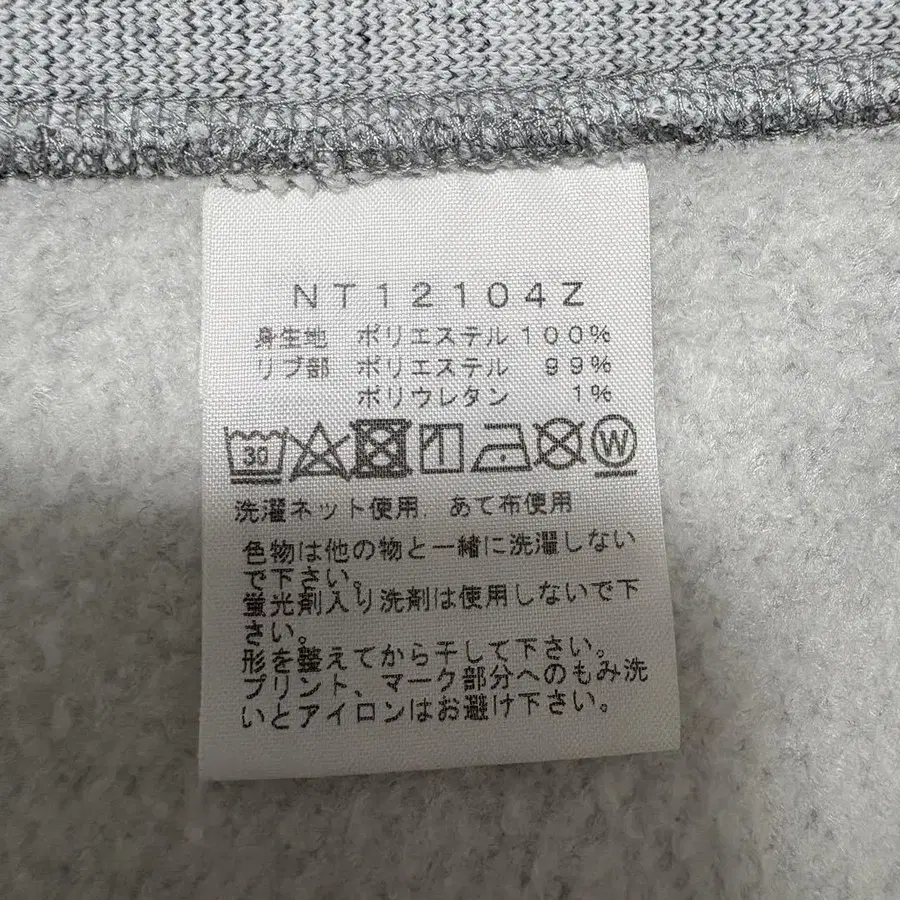 NT12104Z
身生地 ポリエステル 100%
リブ部 ポリエステル 99%
ポリウレタン 1%
30 W
洗濯ネット使用. あて布使用
色物は他の物と一緒に洗濯しない
で下さい。
蛍光剤入り洗剤は使用しないで下
さい。
形を整えてから干して下さい。
プリント、マーク部分へのもみ洗
いとアイロンはお避け下さい。